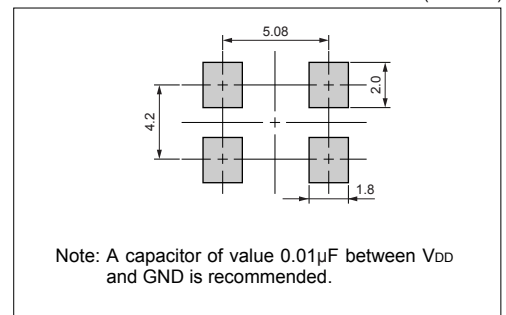 5.08
2.0
4.2
1.8
Note: A capacitor of value 0.01µF between VDD
and GND is recommended.